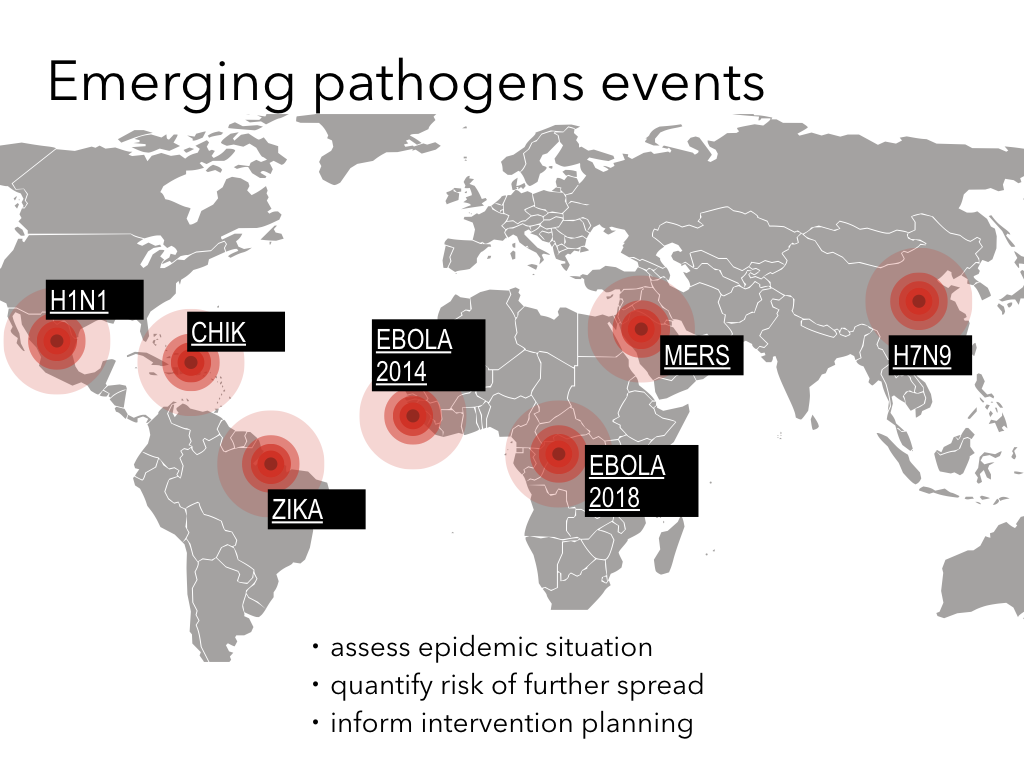 Emerging pathogens events
H1N1
CHIK
EBOLA
2014
MERS
H7N9
EBOLA
2018
ZIKA
• assess epidemic situation
• quantify risk of further spread
• inform intervention planning